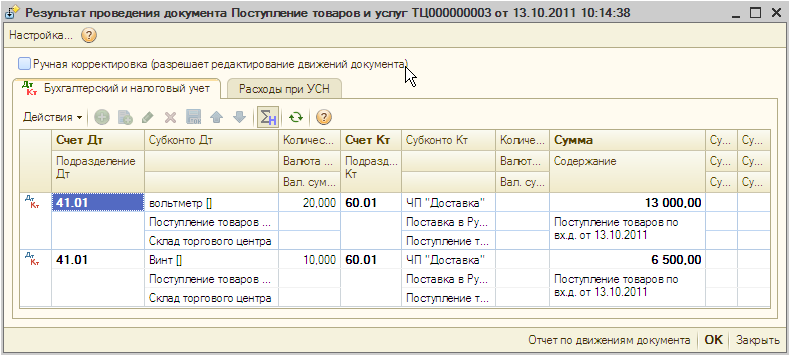 Результат проведения документа Поступление товаров и услуг ТЦ000000003 от 13.10.2011 10:14:38
Настройка...
Ручная корректировка (разрешает редактирование движений документа)
Бухгалтерский и налоговый учет Расходы при УСН
Действия
Счет Дт Субконто Дт Количес... Счет Кт Субконто Кт Количе... Сумма Су... Су...
Подразделение Дт Валюта ... Подразд... Кт Валют... Содержание Су... Су...
Вал. сум... Вал. су... Су... Су...
41.01 вольтметр [] 20,000 60.01 ЧП "Доставка" 13 000,00
Поступление товаров ... Поставка в Ру... Поступление товаров по
Склад торгового центра Поступление т... вх.д. от 13.10.2011
41.01 Винт [] 10,000 60.01 ЧП "Доставка" 6 500,00
Поступление товаров ... Поставка в Ру... Поступление товаров по
Склад торгового центра Поступление т... вх.д. от 13.10.2011
Отчет по движениям документа OK Закрыть